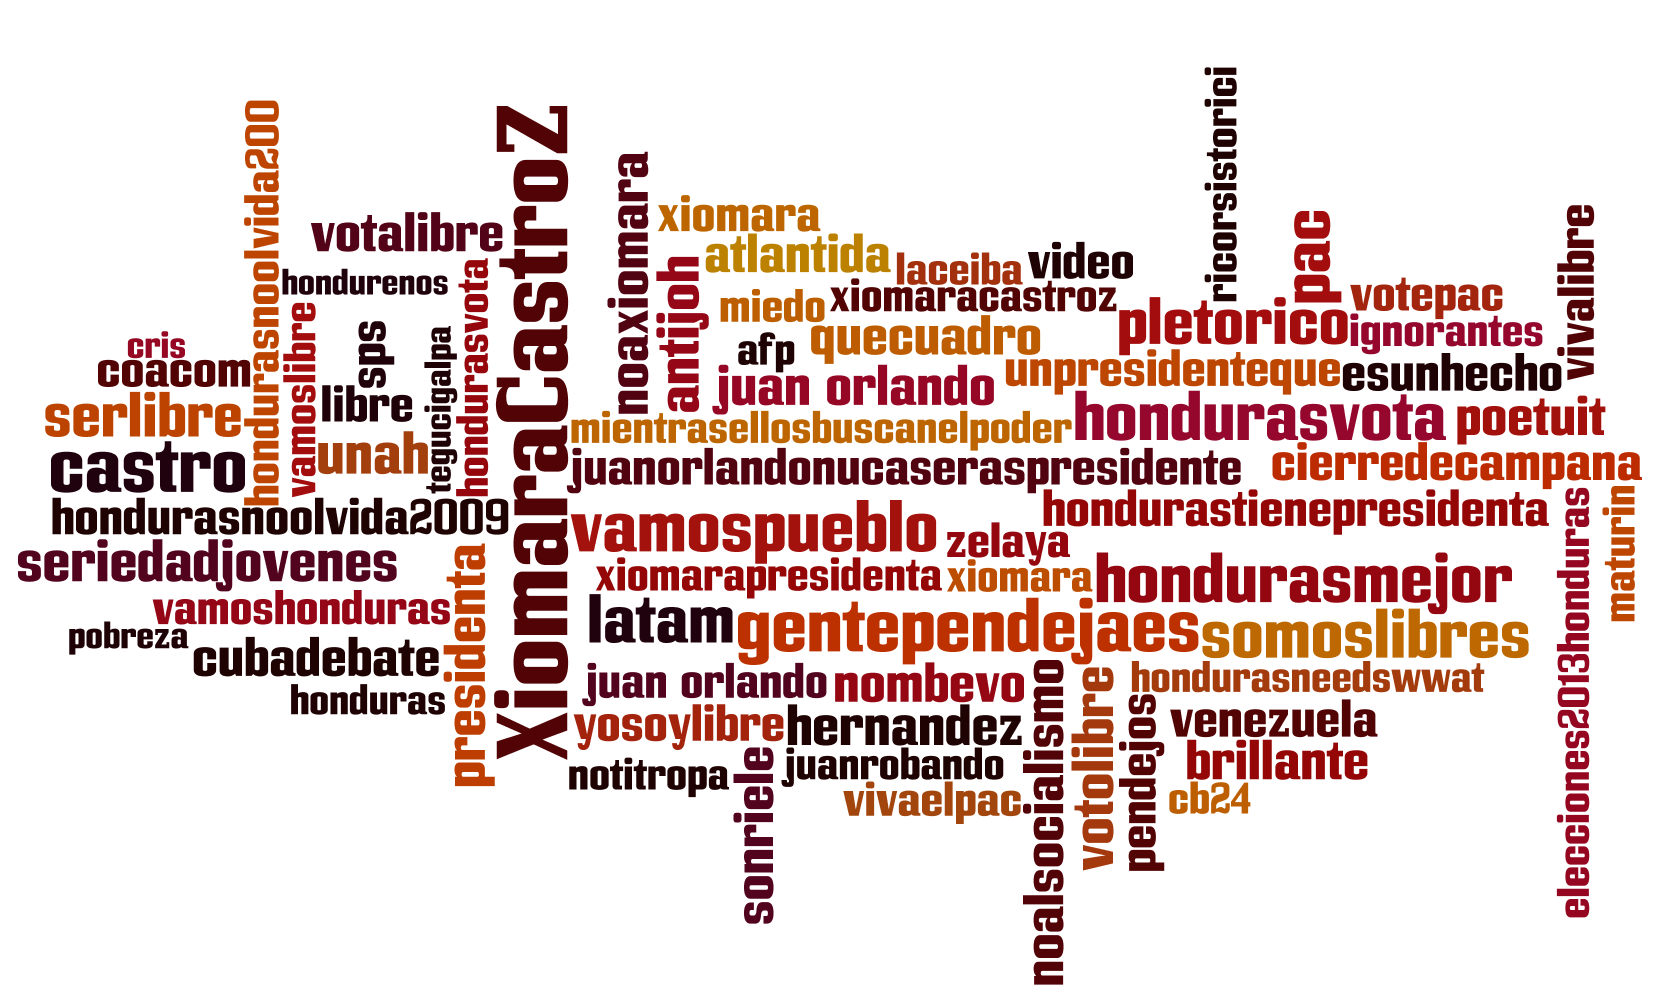 hondurasnoolvida200
votalibre
hondurenos
vamoslibre
sps
tegucigalpa
hondurasvota
cris
coacom
serlibre
libre
unah
castro
hondurasnoolvida2009
seriedadjovenes
vamoshonduras
pobreza
cubadebate
honduras
presidenta
XiomaraCastroZ
noaxiomara
xiomara
antijoh
atlantida
laceiba
video
miedo
xiomaracastroz
afp
quecuadro
ricorsistorici
pac
votepac
vivalibre
pletorico
ignorantes
juan orlando
unpresidenteque
esunhecho
mientrasellosbuscanelpoder
hondurasvota
poetuit
juanorlandonucaseraspresidente
cierredecampana
vamospueblo
zelaya
hondurastienepresidenta
elecciones2013honduras
maturin
xiomarapresidenta
xiomara
hondurasmejor
latam
gentependejaes
somoslibres
juan orlando
nombevo
hondurasneedswwat
yosoylibre
hernandez
noalsocialismo
votolibre
pendejos
venezuela
brillante
notitropa
sonriele
juanrobando
vivaelpac
cb24